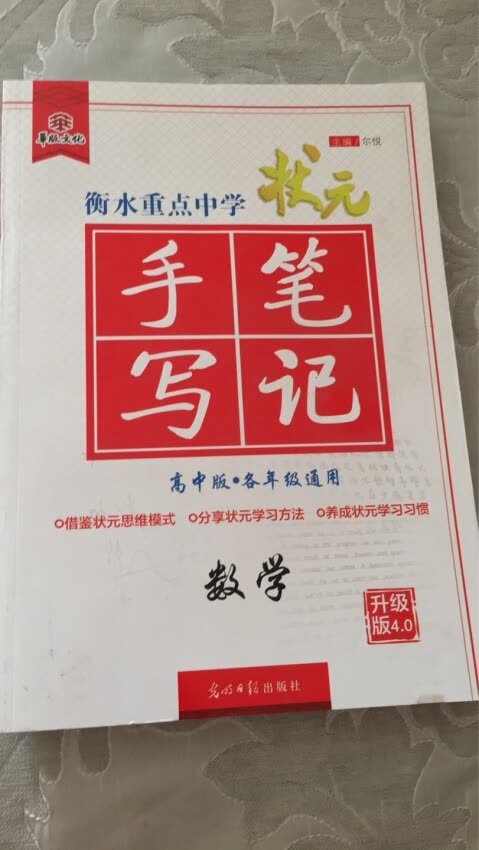 华版文化
主编/尔悦
衡水重点中学 状元
手笔
写记
高中版·各年级通用
借鉴状元思维模式 分享状元学习方法 养成状元学习习惯
数学
升级
版4.0
光明日报出版社